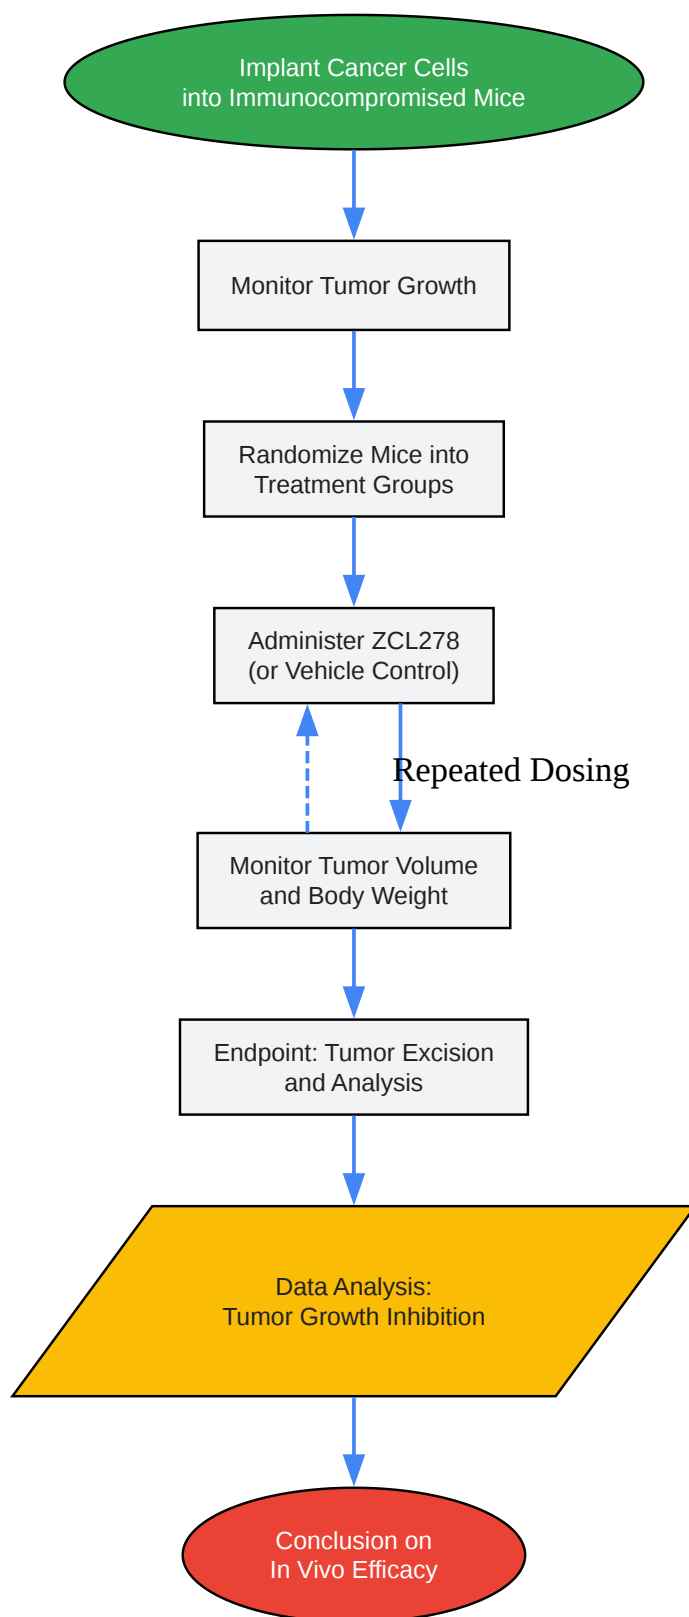 Implant Cancer Cells
into Immunocompromised Mice
Monitor Tumor Growth
Randomize Mice into
Treatment Groups
Administer ZCL278
(or Vehicle Control)
Repeated Dosing
Monitor Tumor Volume
and Body Weight
Endpoint: Tumor Excision
and Analysis
Data Analysis:
Tumor Growth Inhibition
Conclusion on
In Vivo Efficacy